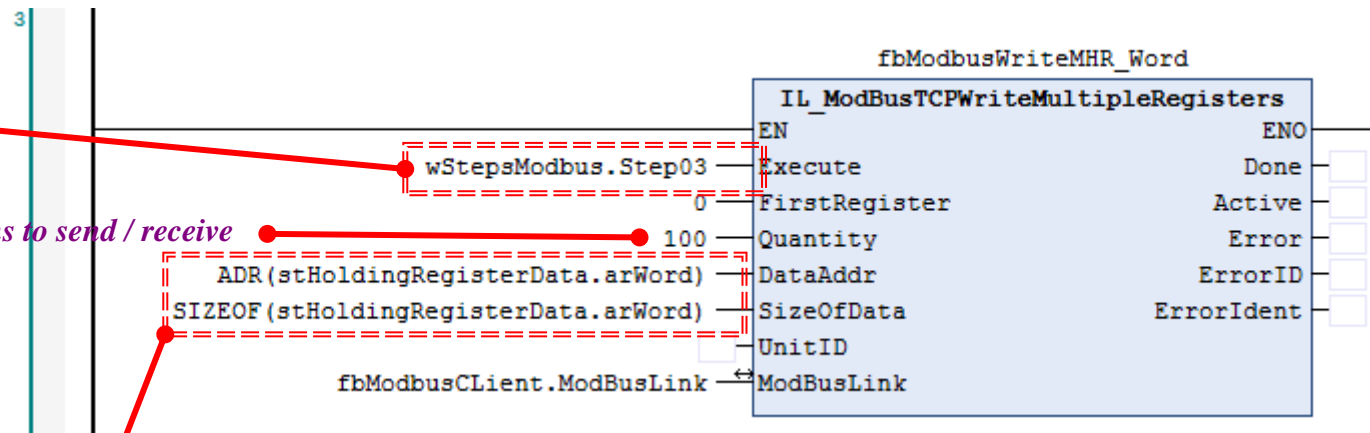 3
fbModbusWriteMHR_Word
IL_ModBusTCPWriteMultipleRegisters
EN ENO
wStepsModbus.Step03 Execute Done
0 FirstRegister Active
to send / receive 100 Quantity Error
ADR(stHoldingRegisterData.arWord) DataAddr ErrorID
SIZEOF(stHoldingRegisterData.arWord) SizeOfData ErrorIdent
UnitID
fbModbusCLient.ModBusLink ModBusLink